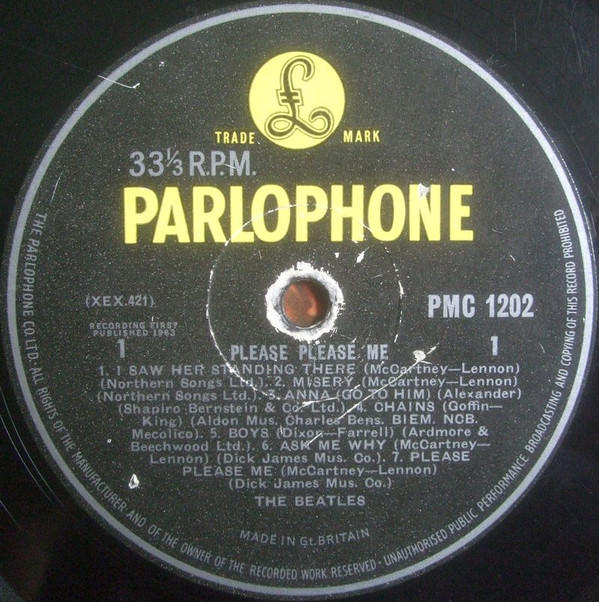 £
TRADE MARK
33⅓ R.P.M.
PARLOPHONE
(XEX.421)
PMC 1202
RECORDING FIRST
PUBLISHED 1963
1 PLEASE PLEASE ME 1
1. I SAW HER STANDING THERE (McCartney—Lennon)
(Northern Songs Ltd.). 2. MISERY (McCartney—Lennon)
(Northern Songs Ltd.). 3. ANNA (GO TO HIM) (Alexander)
(Shapiro Bernstein & Co. Ltd.). 4. CHAINS (Goffin—
King) (Aldon Mus. Charles Bens. BIEM. NCB.
Mecolico). 5. BOYS (Dixon—Farrell) (Ardmore &
Beechwood Ltd.). 6. ASK ME WHY (McCartney—
Lennon) (Dick James Mus. Co.). 7. PLEASE
PLEASE ME (McCartney—Lennon)
(Dick James Mus. Co.)
THE BEATLES
MADE IN Gt. BRITAIN
THE PARLOPHONE CO. LTD.- ALL RIGHTS OF THE MANUFACTURER AND OF THE OWNER OF THE RECORDED WORK RESERVED - UNAUTHORISED PUBLIC PERFORMANCE BROADCASTING AND COPYING OF THIS RECORD PROHIBITED